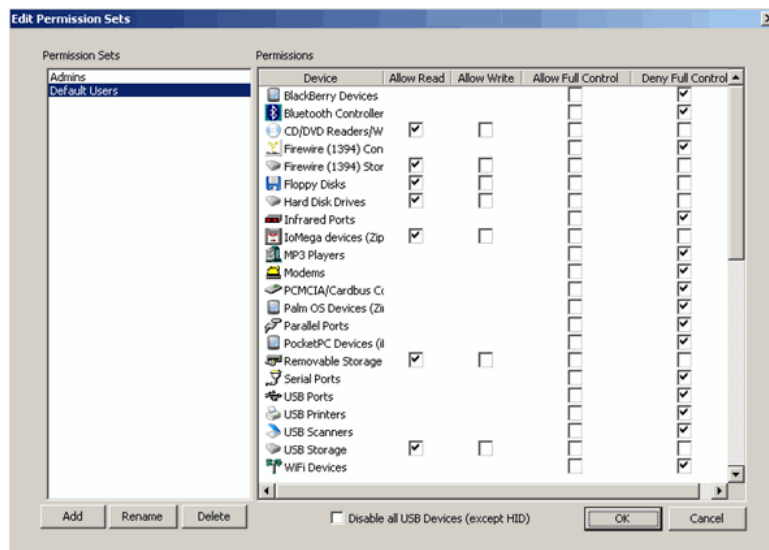 Edit Permission Sets
Permission Sets
Permissions
Admins
Default Users
Device Allow Read Allow Write Allow Full Control Deny Full Control
BlackBerry Devices
Bluetooth Controller
CD/DVD Readers/W
Firewire (1394) Con
Firewire (1394) Stor
Floppy Disks
Hard Disk Drives
Infrared Ports
IoMega devices (Zip
MP3 Players
Modems
PCMCIA/Cardbus Co
Palm OS Devices (Zi
Parallel Ports
PocketPC Devices (i
Removable Storage
Serial Ports
USB Ports
USB Printers
USB Scanners
USB Storage
WiFi Devices
Add Rename Delete Disable all USB Devices (except HID) OK Cancel